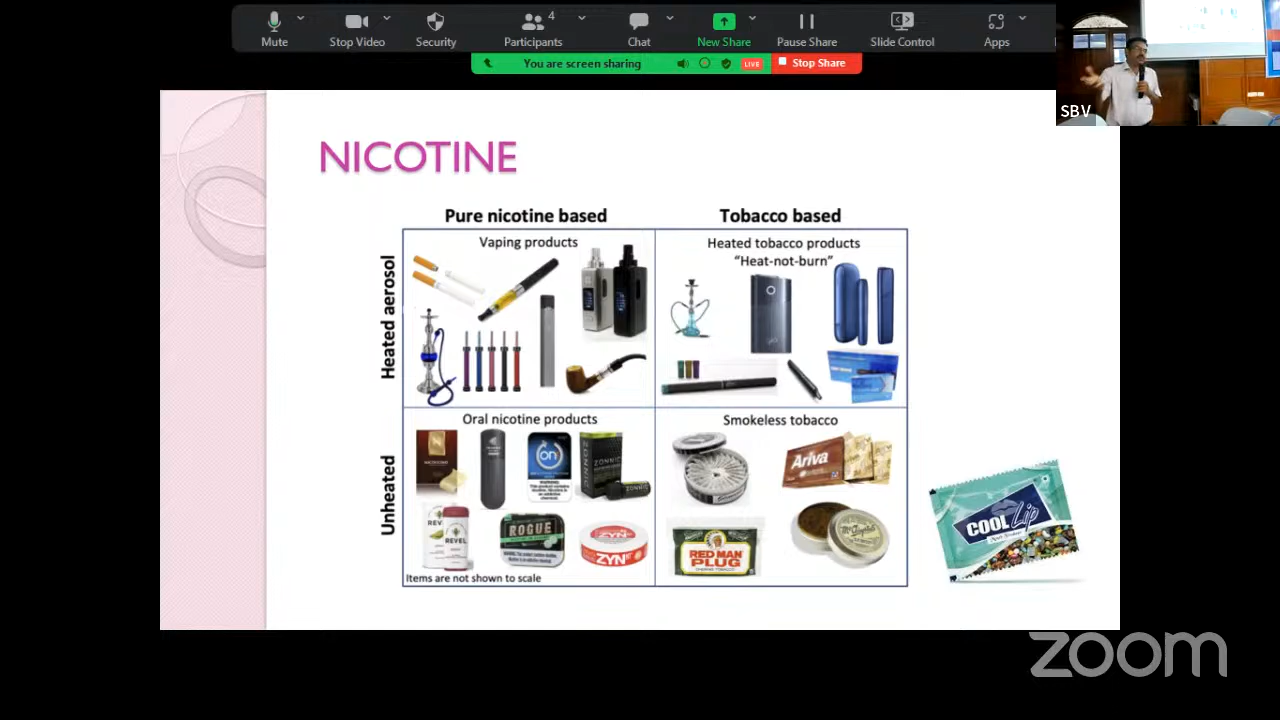 4
Mute
Stop Video
Security
Participants
Chat
New Share
Pause Share
Slide Control
Apps
You are screen sharing
LIVE
Stop Share
SBV
NICOTINE
Pure nicotine based
Tobacco based
Heated aerosol
Vaping products
Heated tobacco products
"Heat-not-burn"
Unheated
Oral nicotine products
Smokeless tobacco
on!
ZONNIC
ZONNIC
Ariva
REVEL
ROGUE
ZYN
ZYN
RED MAN
PLUG
COOL Lip
Items are not shown to scale
zoom